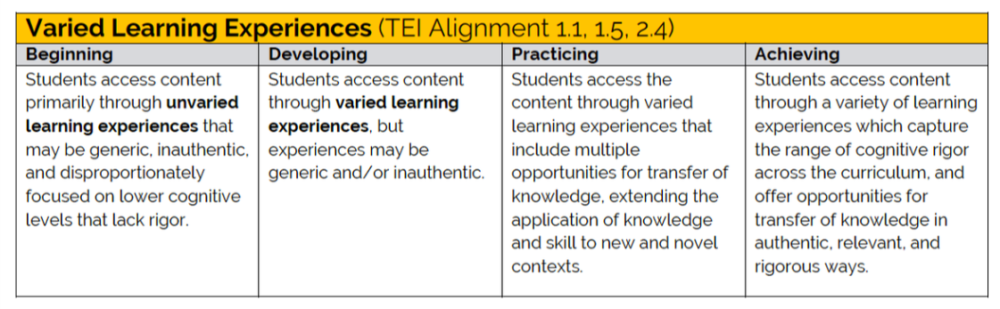 Varied Learning Experiences (TEI Alignment 1.1, 1.5, 2.4)
Beginning
Students access content
primarily through unvaried
learning experiences that
may be generic, inauthentic,
and disproportionately
focused on lower cognitive
levels that lack rigor.
Developing
Students access content
through varied learning
experiences, but
experiences may be
generic and/or inauthentic.
Practicing
Students access the
content through varied
learning experiences that
include multiple
opportunities for transfer of
knowledge, extending the
application of knowledge
and skill to new and novel
contexts.
Achieving
Students access content
through a variety of learning
experiences which capture
the range of cognitive rigor
across the curriculum, and
offer opportunities for
transfer of knowledge in
authentic, relevant, and
rigorous ways.